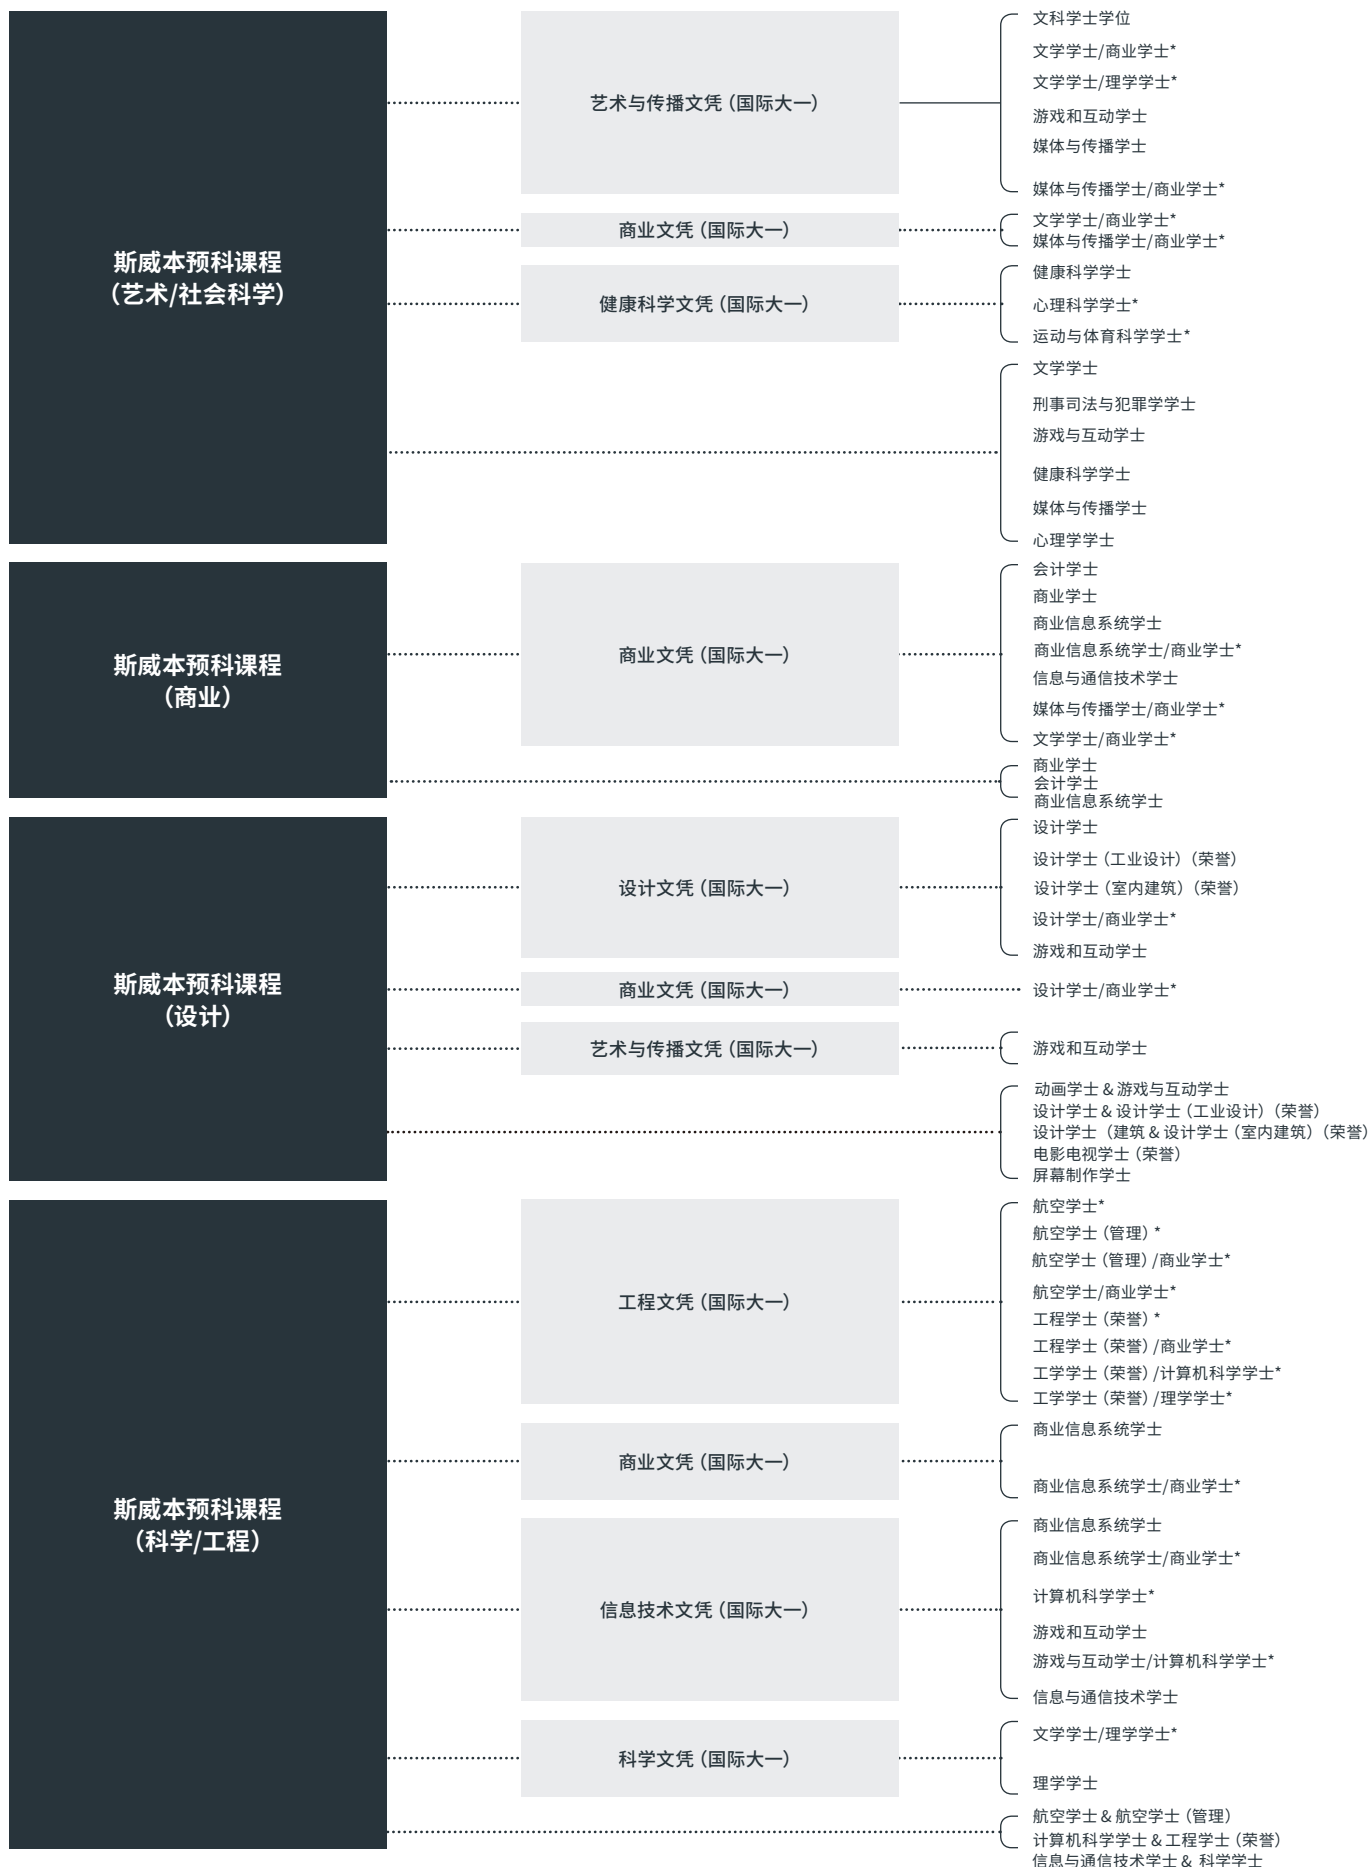 斯威本预科课程
（艺术/社会科学）
艺术与传播文凭（国际大一）
文科学士学位
文学学士/商业学士*
文学学士/理学学士*
游戏和互动学士
媒体与传播学士
媒体与传播学士/商业学士*
商业文凭（国际大一）
文学学士/商业学士*
媒体与传播学士/商业学士*
健康科学文凭（国际大一）
健康科学学士
心理科学学士*
运动与体育科学学士*
文学学士
刑事司法与犯罪学学士
游戏与互动学士
健康科学学士
媒体与传播学士
心理学学士
斯威本预科课程
（商业）
商业文凭（国际大一）
会计学士
商业学士
商业信息系统学士
商业信息系统学士/商业学士*
信息与通信技术学士
媒体与传播学士/商业学士*
文学学士/商业学士*
商业学士
会计学士
商业信息系统学士
斯威本预科课程
（设计）
设计文凭（国际大一）
设计学士
设计学士（工业设计）（荣誉）
设计学士（室内建筑）（荣誉）
设计学士/商业学士*
游戏和互动学士
商业文凭（国际大一）
设计学士/商业学士*
艺术与传播文凭（国际大一）
游戏和互动学士
动画学士 & 游戏与互动学士
设计学士 & 设计学士（工业设计）（荣誉）
设计学士（建筑 & 设计学士（室内建筑）（荣誉）
电影电视学士（荣誉）
屏幕制作学士
斯威本预科课程
（科学/工程）
工程文凭（国际大一）
航空学士*
航空学士（管理）*
航空学士（管理）/商业学士*
航空学士/商业学士*
工程学士（荣誉）*
工程学士（荣誉）/商业学士*
工学学士（荣誉）/计算机科学学士*
工学学士（荣誉）/理学学士*
商业文凭（国际大一）
商业信息系统学士
商业信息系统学士/商业学士*
信息技术文凭（国际大一）
商业信息系统学士
商业信息系统学士/商业学士*
计算机科学学士*
游戏和互动学士
游戏与互动学士/计算机科学学士*
信息与通信技术学士
科学文凭（国际大一）
文学学士/理学学士*
理学学士
航空学士 & 航空学士（管理）
计算机科学学士 & 工程学士（荣誉）
信息与通信技术学士 & 科学学士